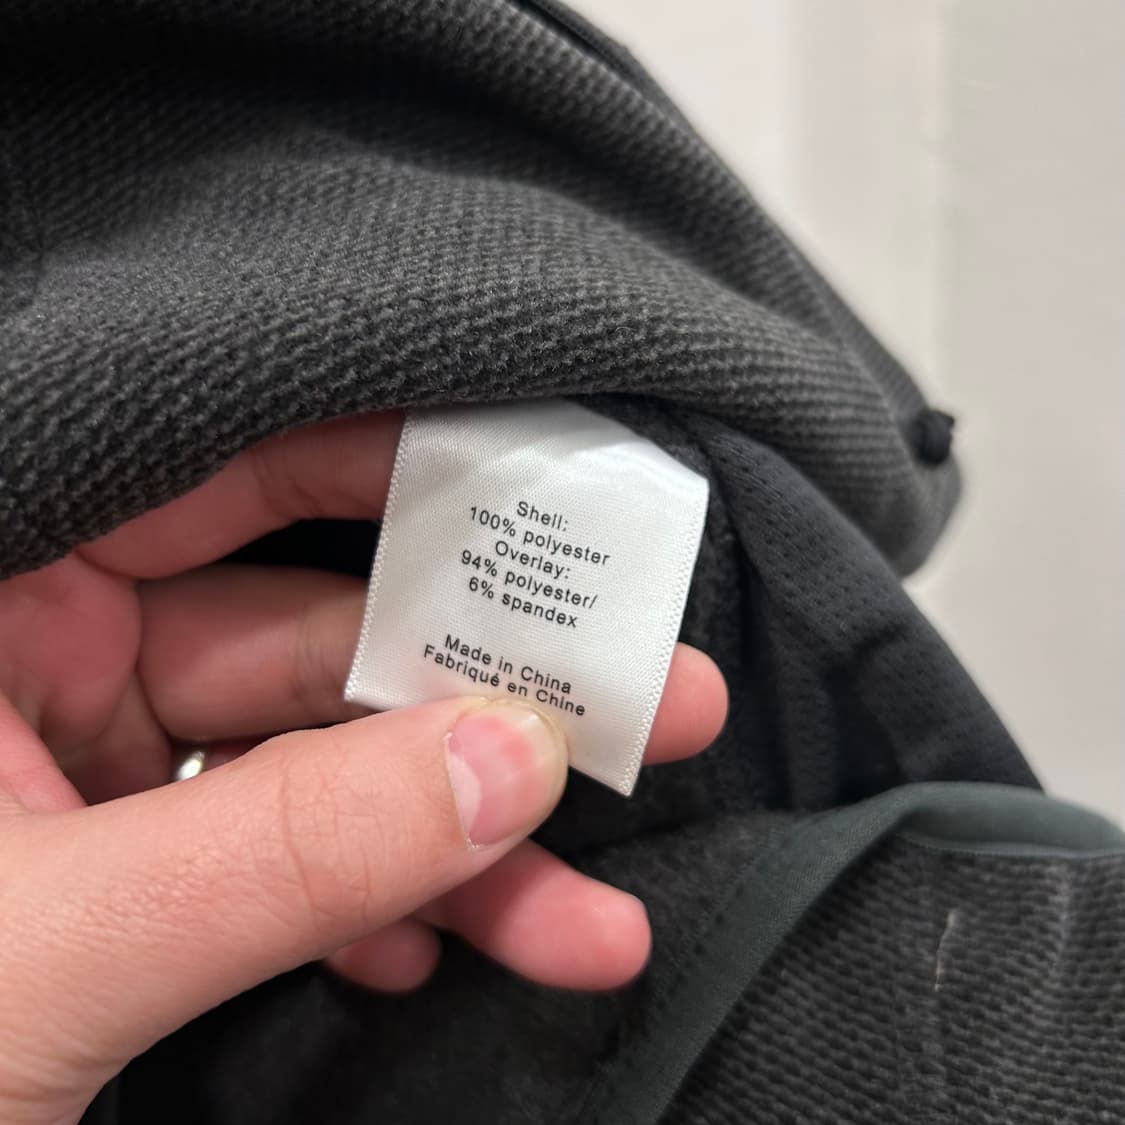 Shell:
100% polyester
Overlay:
94% polyester/
6% spandex
Made in China
Fabriqué en Chine